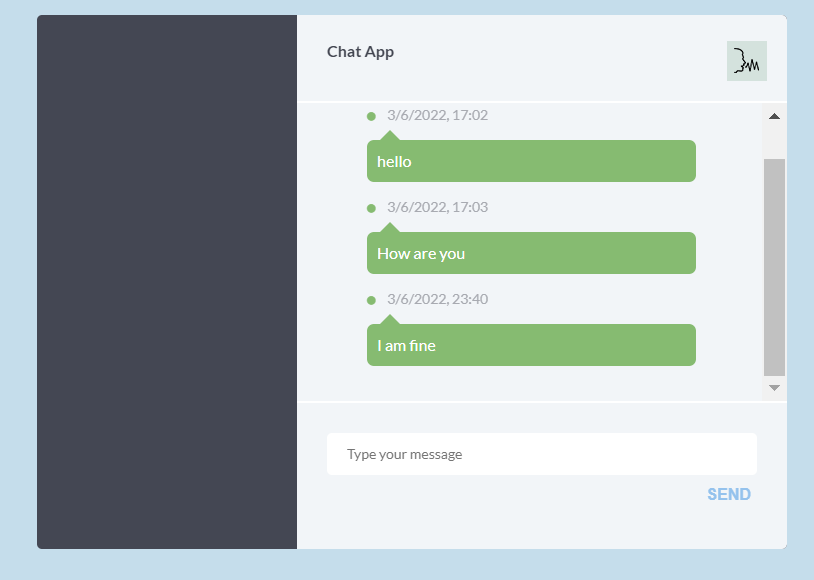 Chat App
3/6/2022, 17:02
hello
3/6/2022, 17:03
How are you
3/6/2022, 23:40
I am fine
Type your message
SEND